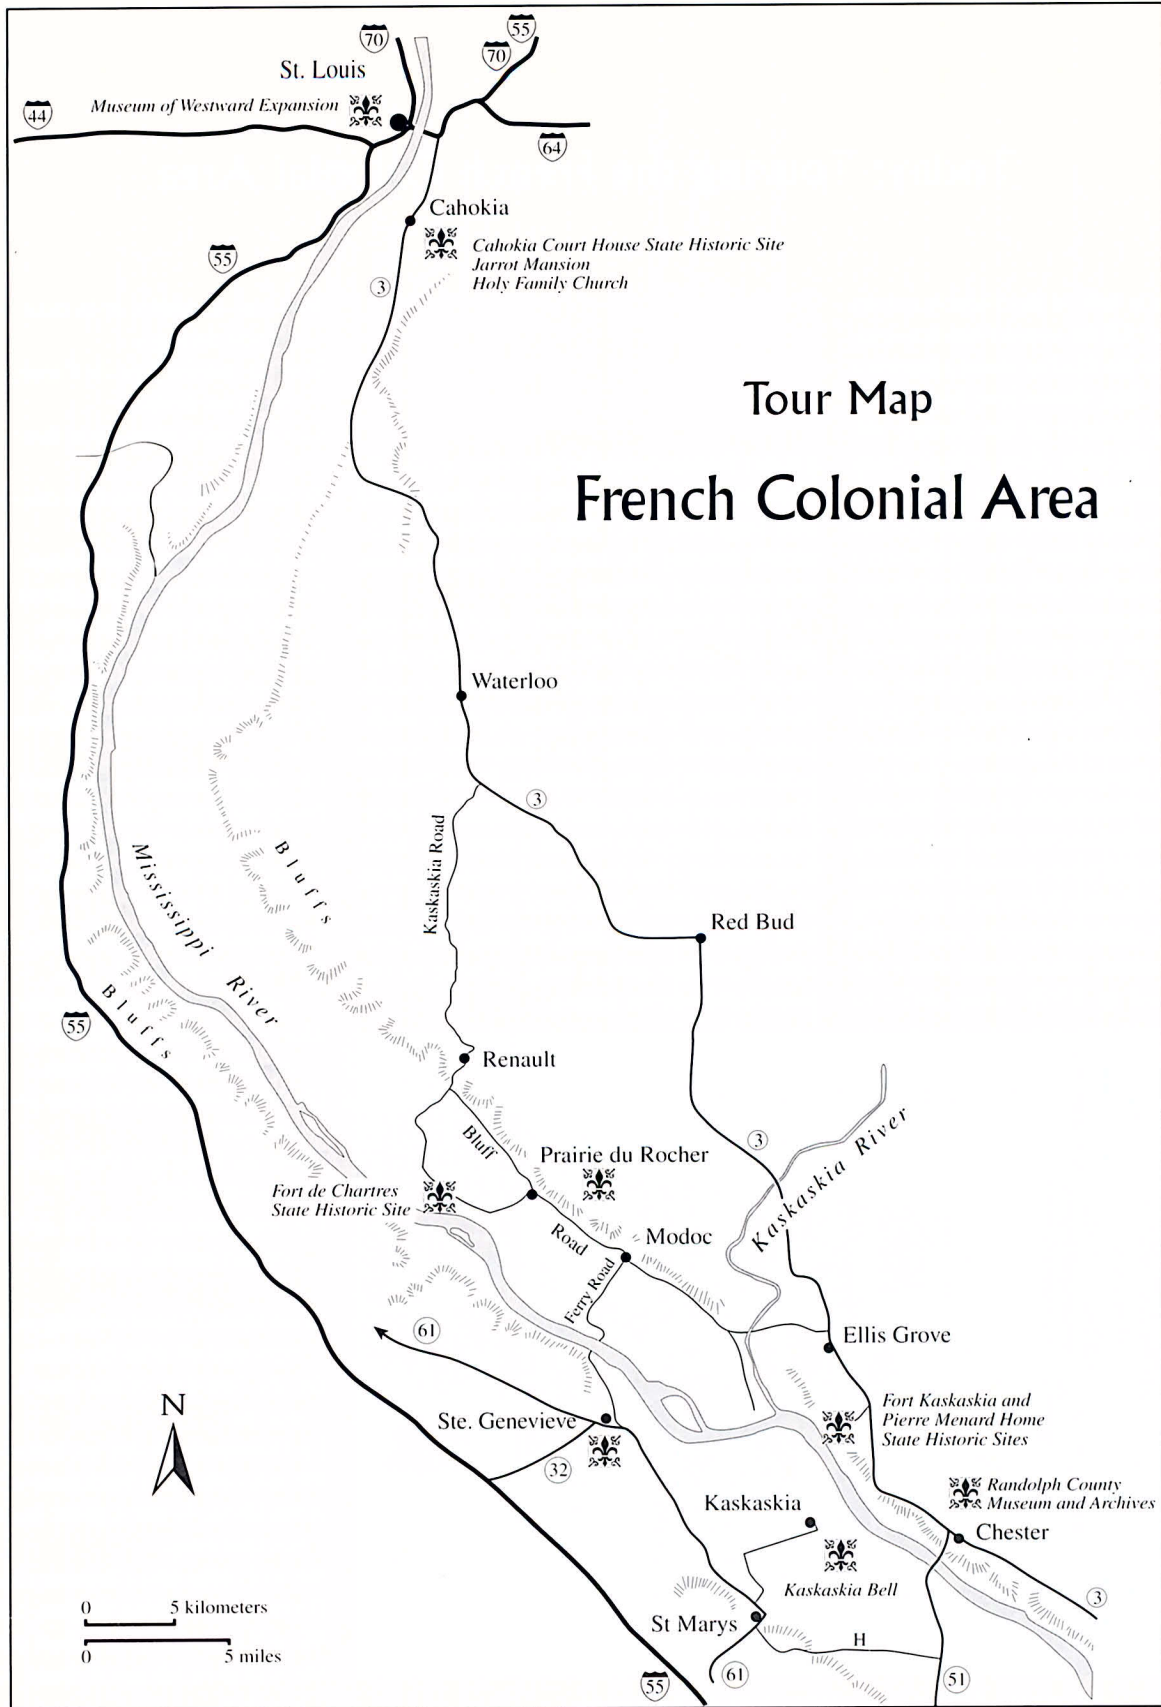 55
70
70
St. Louis
Museum of Westward Expansion
44
64
Cahokia
Cahokia Court House State Historic Site
Jarrot Mansion
Holy Family Church
55
3
Tour Map
French Colonial Area
Waterloo
3
Kaskaskia Road
Bluffs
Mississippi River
Red Bud
Bluffs
55
Renault
Kaskaskia River
3
Bluff Road
Prairie du Rocher
Fort de Chartres
State Historic Site
Modoc
Ferry Road
61
Ellis Grove
N
Ste. Genevieve
Fort Kaskaskia and
Pierre Menard Home
State Historic Sites
32
Randolph County
Museum and Archives
Kaskaskia
Chester
Kaskaskia Bell
3
0 5 kilometers
St Marys
H
0 5 miles
61
55
51